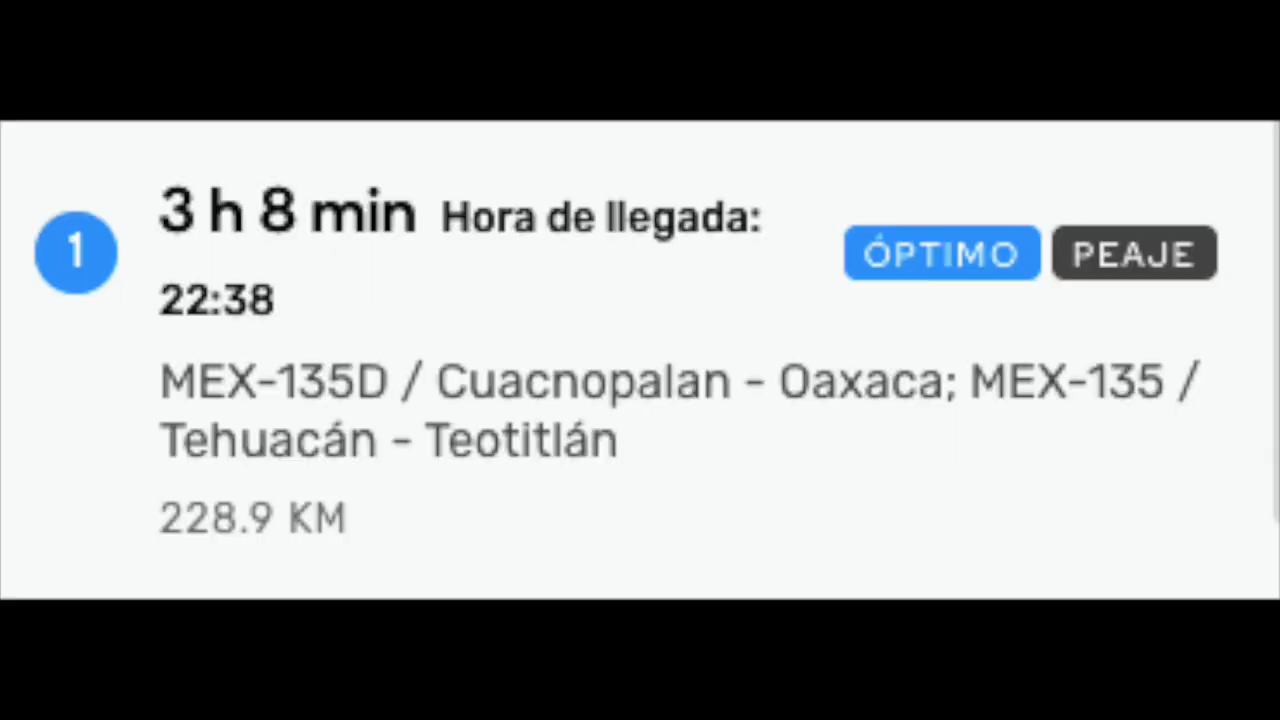 1
3 h 8 min Hora de llegada:
22:38
ÓPTIMO PEAJE
MEX-135D / Cuacnopalan - Oaxaca; MEX-135 /
Tehuacán - Teotitlán
228.9 KM